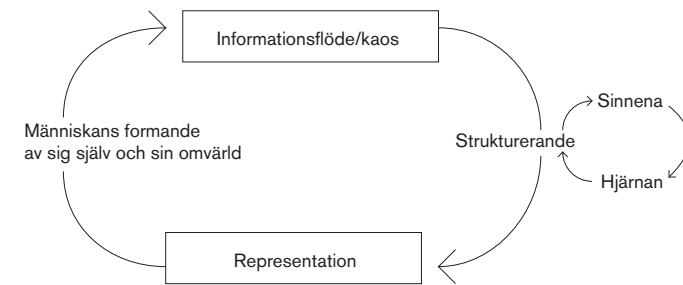 Informationsflöde/kaos
Människans formande
av sig själv och sin omvärld
Strukturerande
Sinnena
Hjärnan
Representation